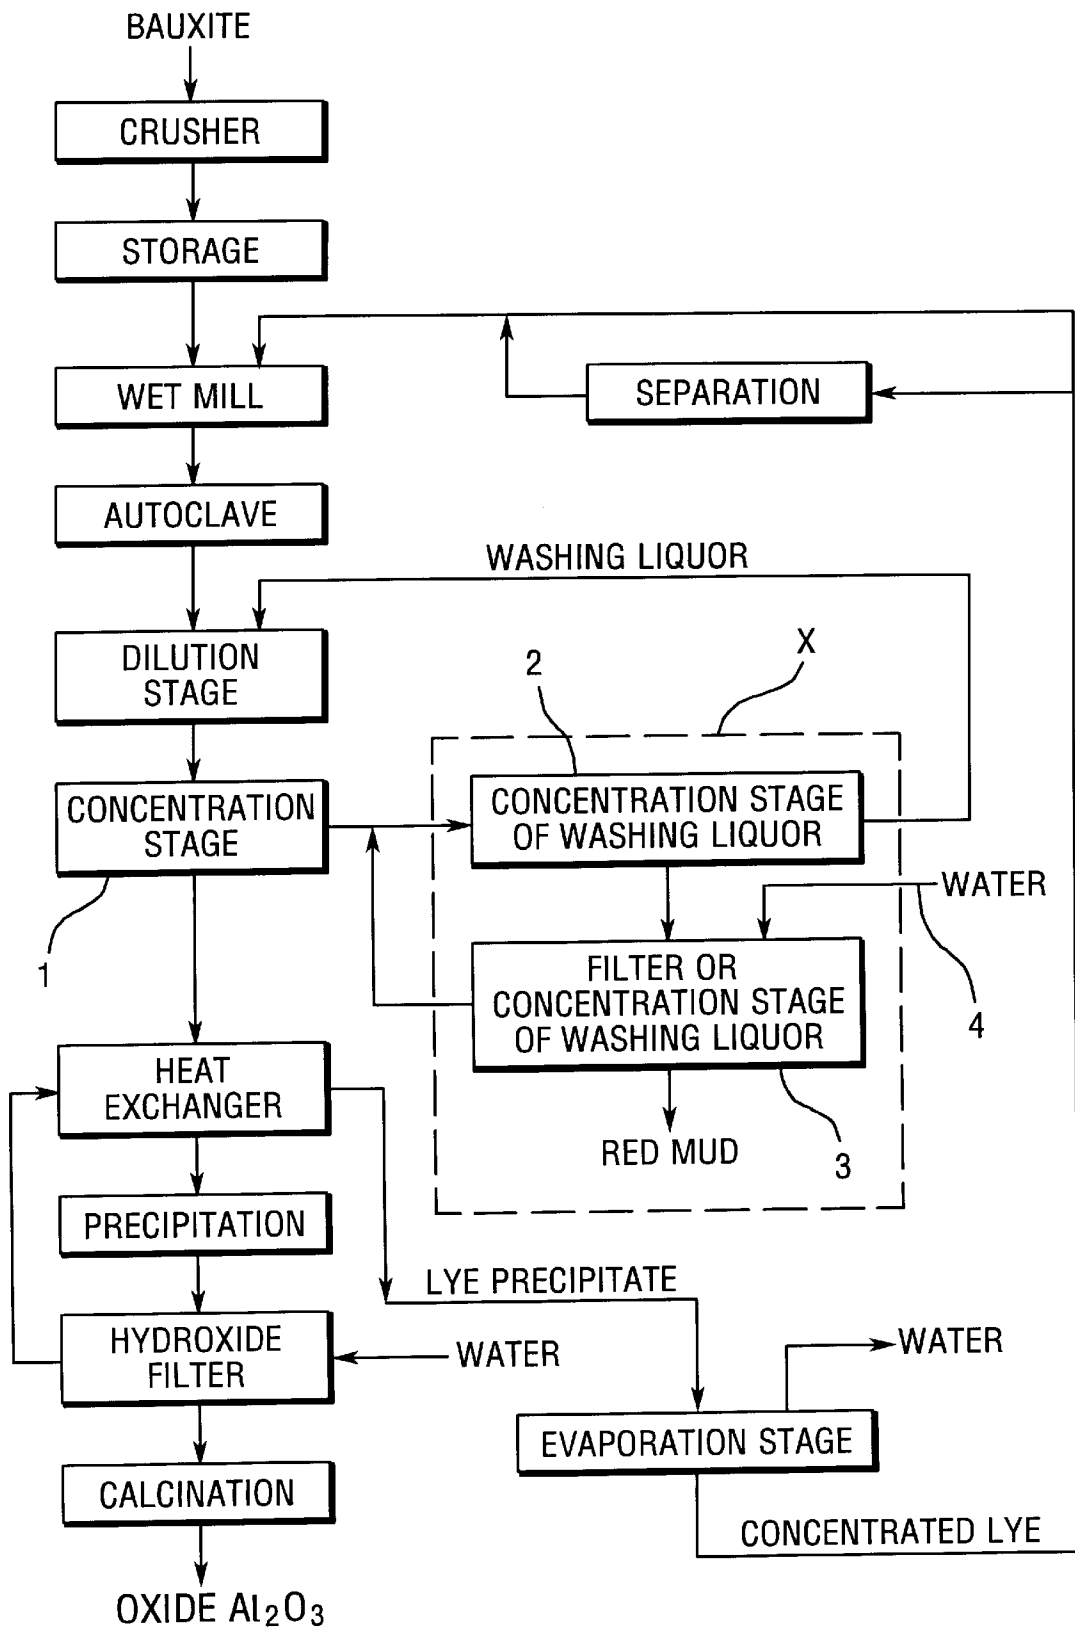 BAUXITE
CRUSHER
STORAGE
WET MILL
SEPARATION
AUTOCLAVE
WASHING LIQUOR
DILUTION
STAGE
X
2
CONCENTRATION
STAGE
CONCENTRATION STAGE
OF WASHING LIQUOR
WATER
1
FILTER OR
CONCENTRATION STAGE
OF WASHING LIQUOR
4
HEAT
EXCHANGER
RED MUD
3
PRECIPITATION
LYE PRECIPITATE
HYDROXIDE
FILTER
WATER
WATER
EVAPORATION STAGE
CALCINATION
CONCENTRATED LYE
OXIDE Al₂O₃